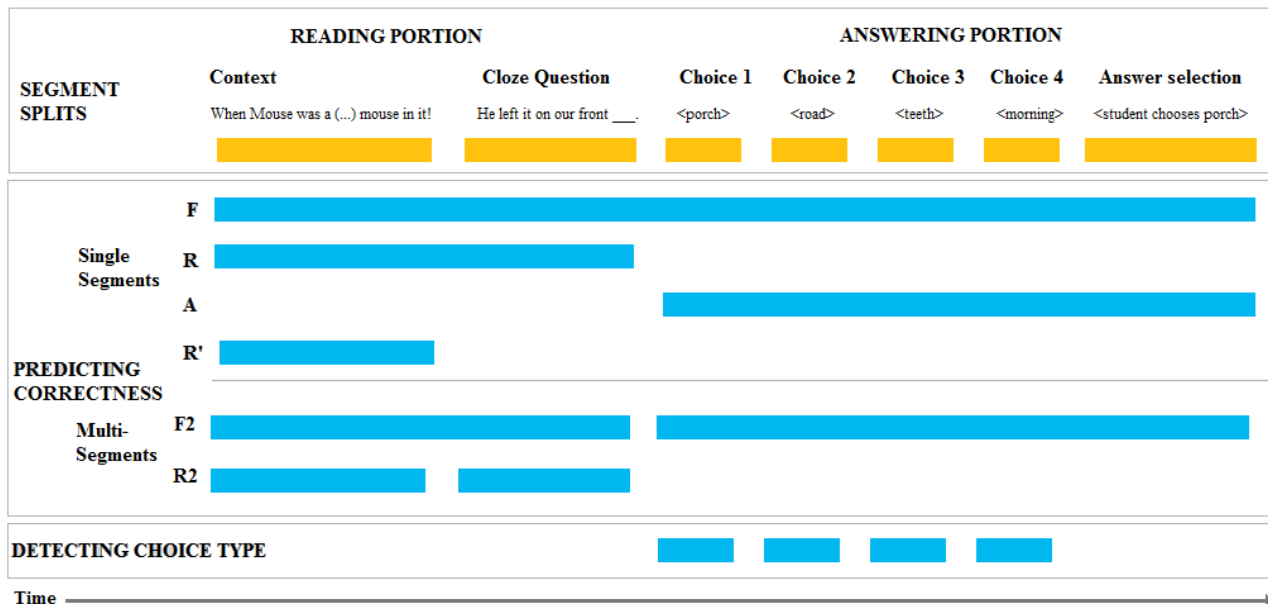 READING PORTION
ANSWERING PORTION
SEGMENT
SPLITS
Context
Cloze Question
Choice 1
Choice 2
Choice 3
Choice 4
Answer selection
When Mouse was a (...) mouse in it!
He left it on our front ___.
<porch>
<road>
<teeth>
<morning>
<student chooses porch>
PREDICTING
CORRECTNESS
Single
Segments
F
R
A
R'
Multi-
Segments
F2
R2
DETECTING CHOICE TYPE
Time